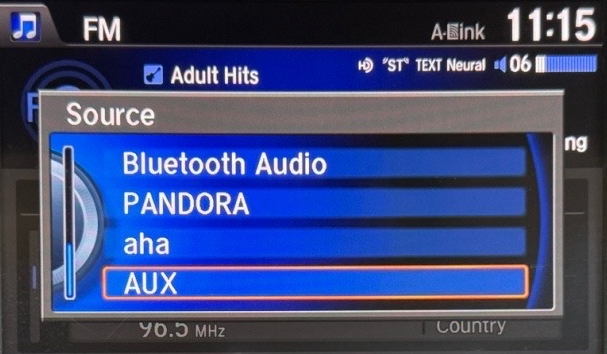 FM A-Link 11:15
Adult Hits HD "ST" TEXT Neural 06
Source
ng
Bluetooth Audio
PANDORA
aha
AUX
96.5 MHz Country